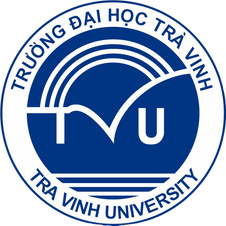 TRƯỜNG ĐẠI HỌC TRÀ VINH
TVU
TRA VINH UNIVERSITY